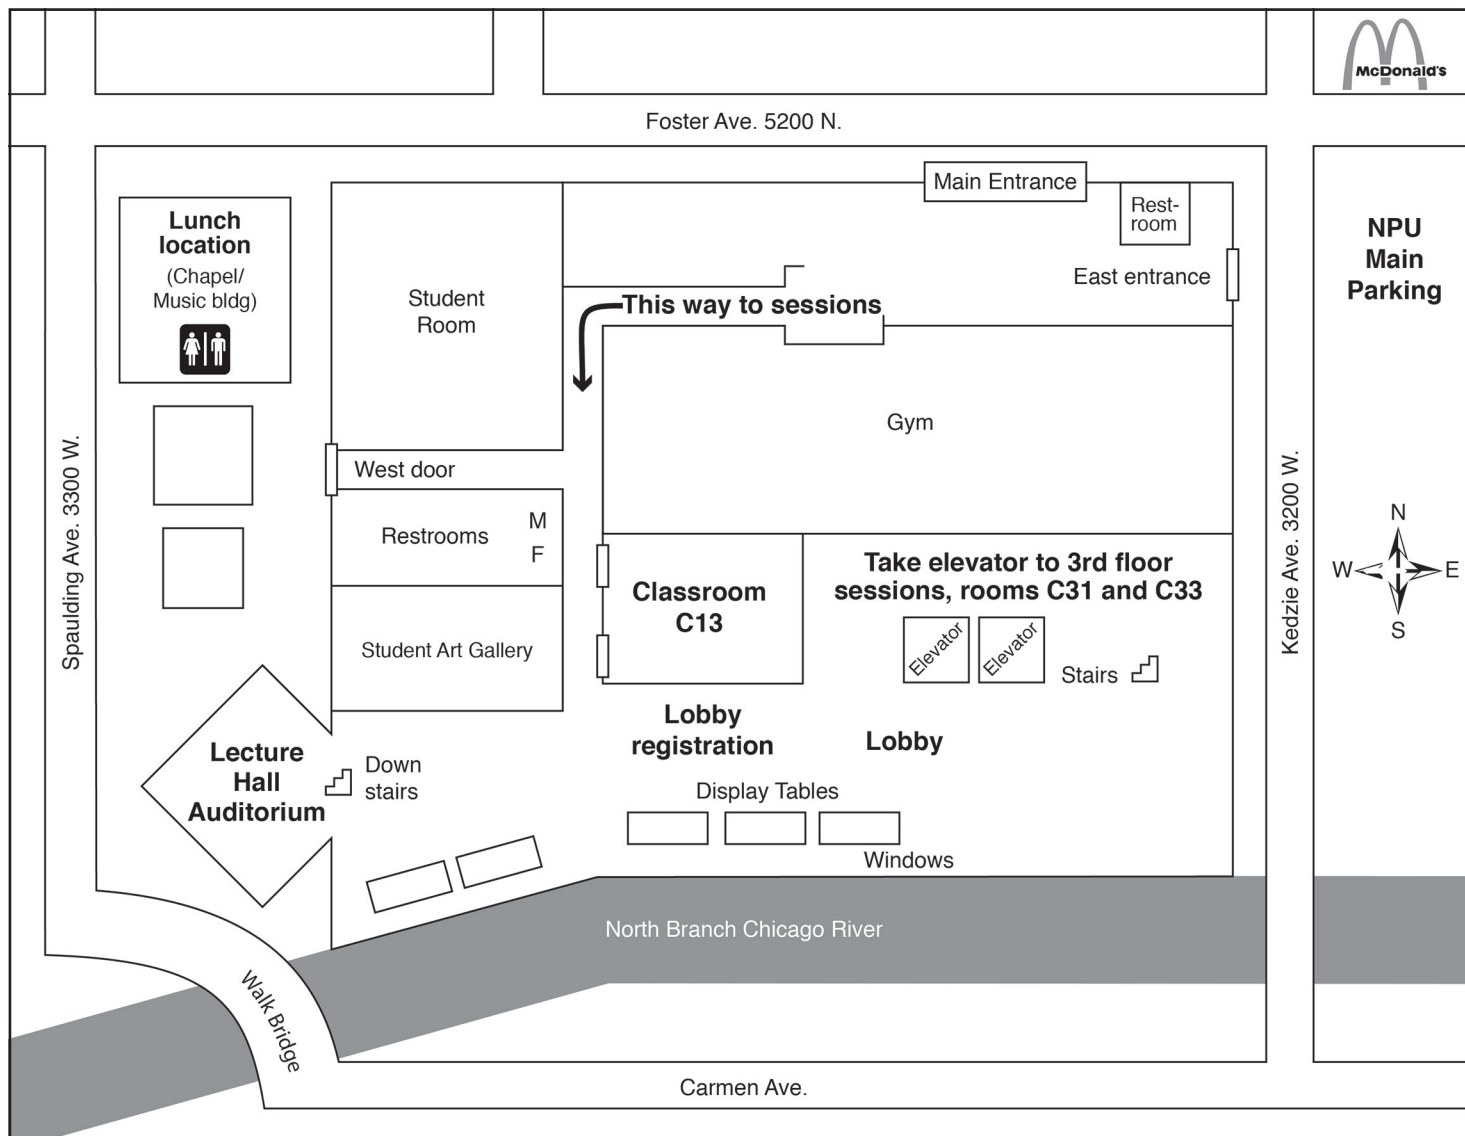 McDonald's
Foster Ave. 5200 N.
Main Entrance
Rest-
room
Lunch
location
(Chapel/
Music bldg)
NPU
Main
Parking
East entrance
Student
Room
This way to sessions
Gym
West door
Spaulding Ave. 3300 W.
Kedzie Ave. 3200 W.
Restrooms
M
F
N
W
E
S
Classroom
C13
Take elevator to 3rd floor
sessions, rooms C31 and C33
Elevator
Elevator
Stairs
Student Art Gallery
Lobby
registration
Lobby
Lecture
Hall
Auditorium
Down
stairs
Display Tables
Windows
North Branch Chicago River
Walk Bridge
Carmen Ave.